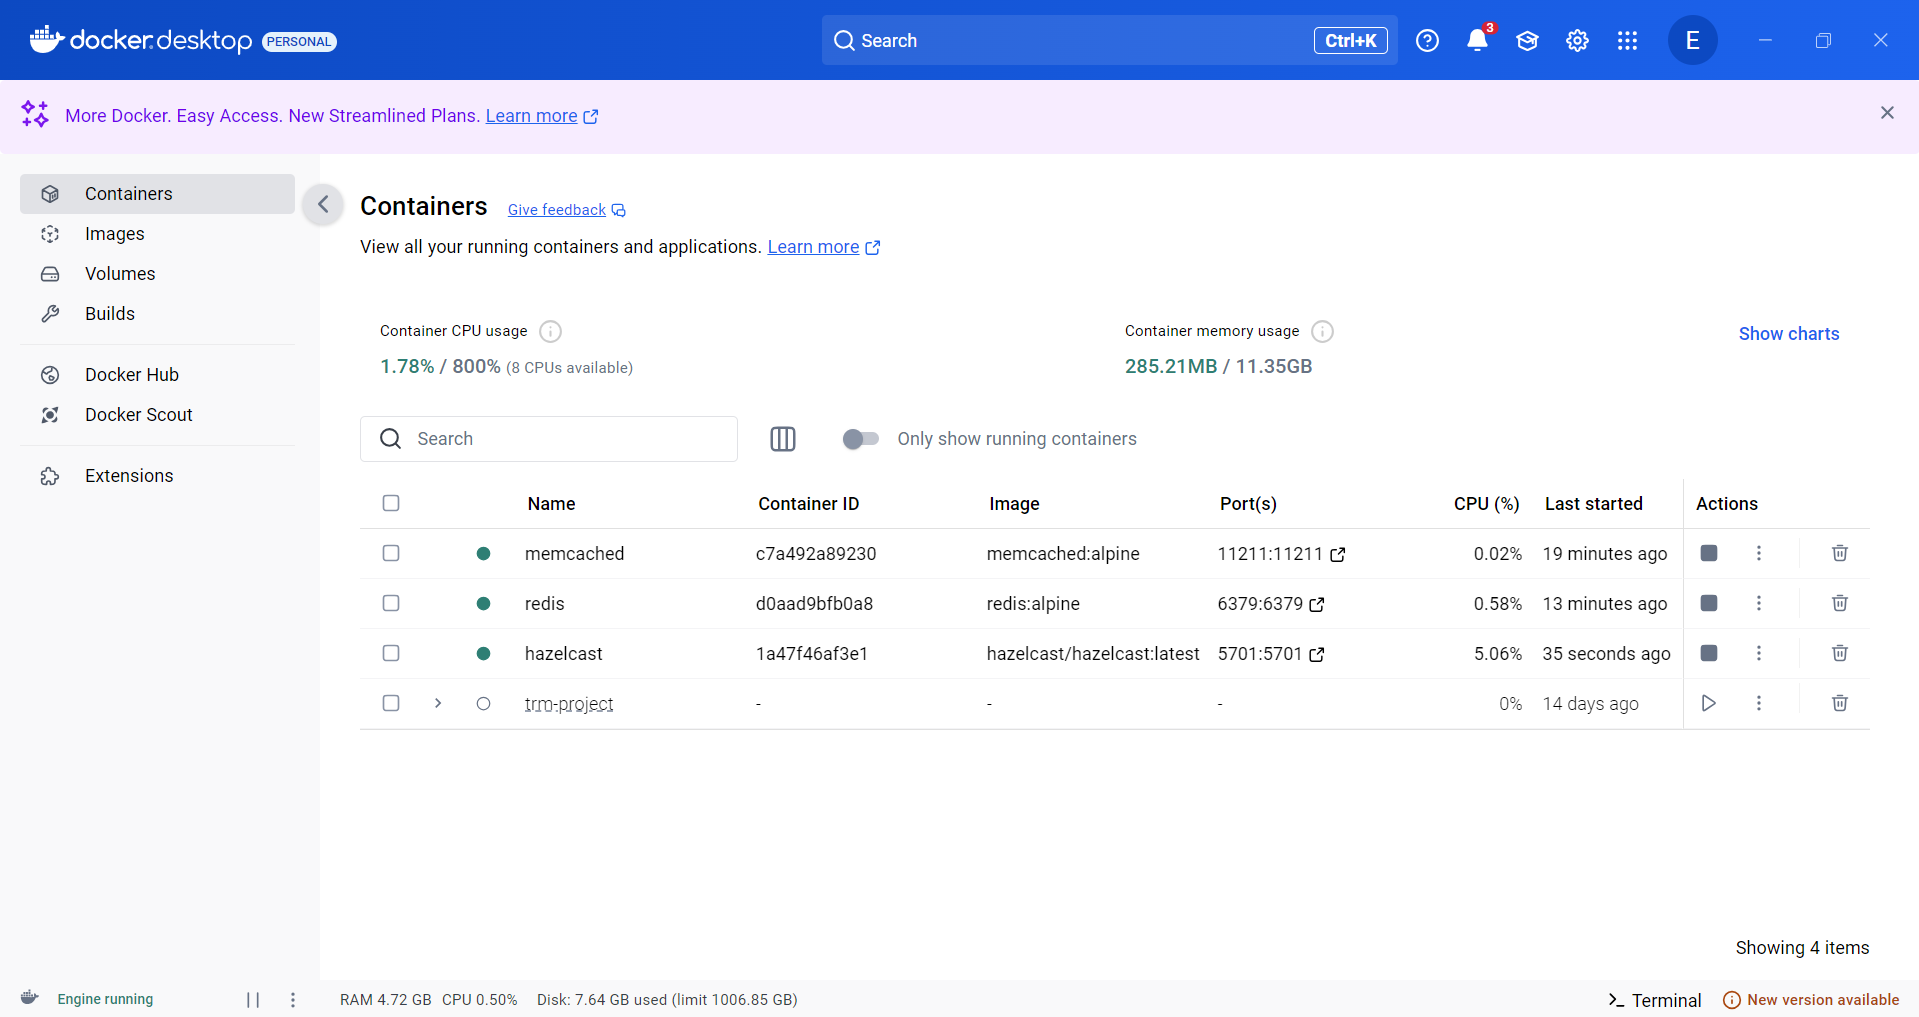 docker.desktop PERSONAL
Search Ctrl+K
3
E
More Docker. Easy Access. New Streamlined Plans. Learn more
Containers
Images
Volumes
Builds
Docker Hub
Docker Scout
Extensions
Containers Give feedback
View all your running containers and applications. Learn more
Container CPU usage
1.78% / 800% (8 CPUs available)
Container memory usage
285.21MB / 11.35GB
Show charts
Search
Only show running containers
Name Container ID Image Port(s) CPU (%) Last started Actions
memcached c7a492a89230 memcached:alpine 11211:11211 0.02% 19 minutes ago
redis d0aad9bfb0a8 redis:alpine 6379:6379 0.58% 13 minutes ago
hazelcast 1a47f46af3e1 hazelcast/hazelcast:latest 5701:5701 5.06% 35 seconds ago
trm-project - - - 0% 14 days ago
Showing 4 items
Engine running
RAM 4.72 GB CPU 0.50% Disk: 7.64 GB used (limit 1006.85 GB)
Terminal
New version available